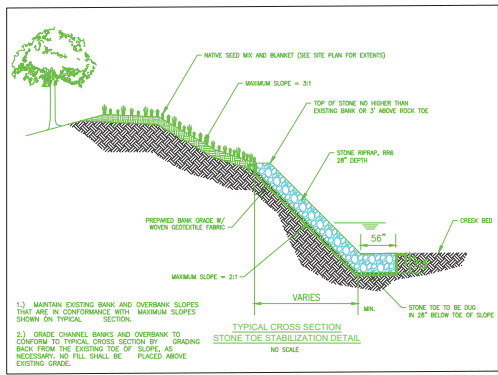 NATIVE SEED MIX AND BLANKET (SEE SITE PLAN FOR EXTENTS)
MAXIMUM SLOPE = 3:1
TOP OF STONE NO HIGHER THAN
EXISTING BANK OR 3' ABOVE ROCK TOE
STONE RIPRAP, RR6
28" DEPTH
PREPARED BANK GRADE W/
WOVEN GEOTEXTILE FABRIC
56"
CREEK BED
MAXIMUM SLOPE = 2:1
VARIES
MIN.
STONE TOE TO BE DUG
IN 28" BELOW TOE OF SLOPE
TYPICAL CROSS SECTION
STONE TOE STABILIZATION DETAIL
NO SCALE
1.) MAINTAIN EXISTING BANK AND OVERBANK SLOPES
THAT ARE IN CONFORMANCE WITH MAXIMUM SLOPES
SHOWN ON TYPICAL SECTION.
2.) GRADE CHANNEL BANKS AND OVERBANK TO
CONFORM TO TYPICAL CROSS SECTION BY GRADING
BACK FROM THE EXISTING TOE OF SLOPE, AS
NECESSARY. NO FILL SHALL BE PLACED ABOVE
EXISTING GRADE.